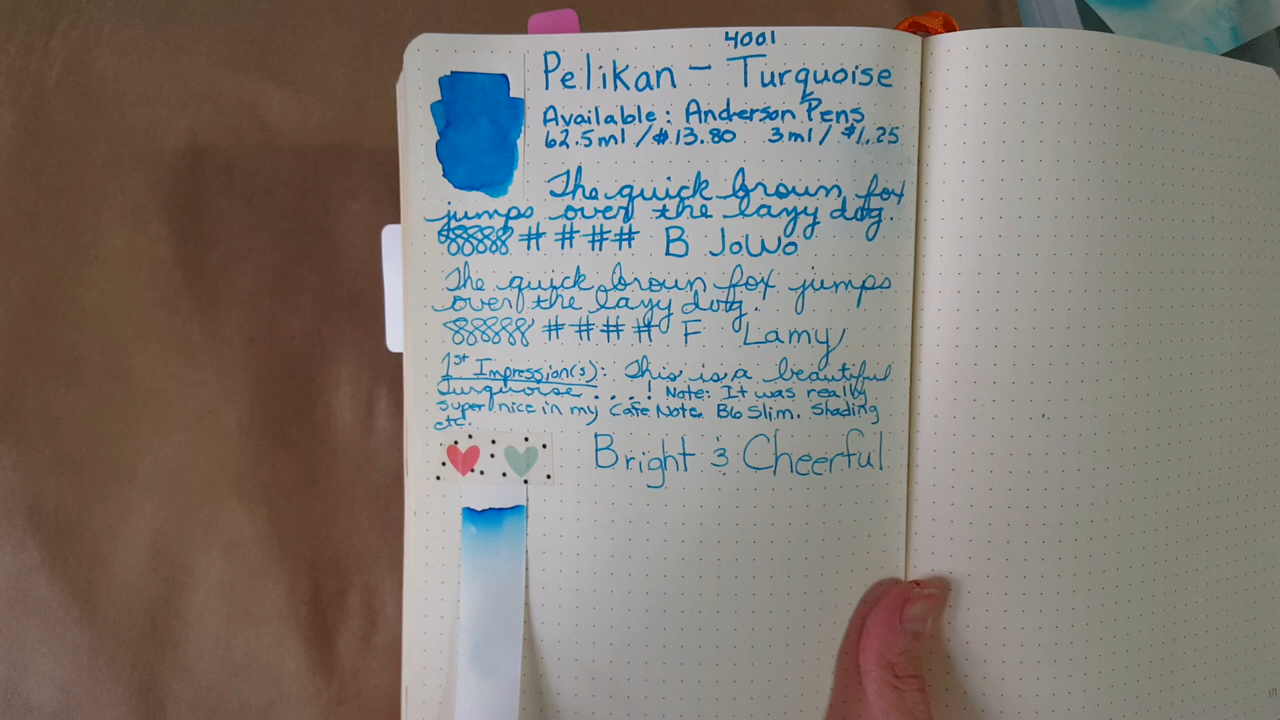 4001
Pelikan - Turquoise
Available: Anderson Pens
62.5ml/$13.80 3ml/$1.25
The quick brown fox
jumps over the lazy dog.
88888 # # # # B JoWo
The quick brown fox jumps
over the lazy dog.
88888 # # # # F Lamy
1st Impression(s): This is a beautiful
Turquoise . . . ! Note: It was really
super nice in my Cafe Note B6 Slim. Shading
etc.
Bright & Cheerful